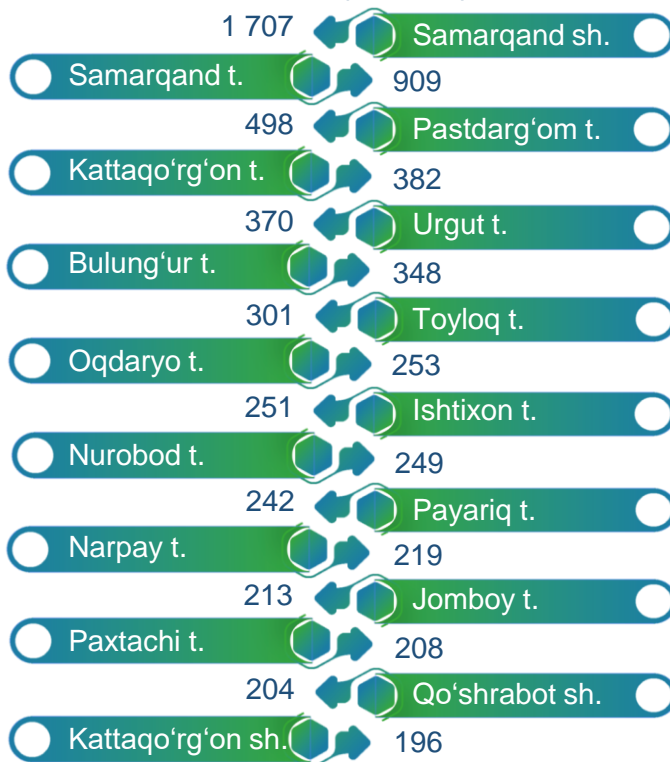 1 707 Samarqand sh.
Samarqand t. 909
498 Pastdarg‘om t.
Kattaqo‘rg‘on t. 382
370 Urgut t.
Bulung‘ur t. 348
301 Toyloq t.
Oqdaryo t. 253
251 Ishtixon t.
Nurobod t. 249
242 Payariq t.
Narpay t. 219
213 Jomboy t.
Paxtachi t. 208
204 Qo‘shrabot sh.
Kattaqo‘rg‘on sh. 196